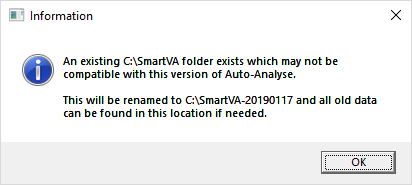 Information
An existing C:\SmartVA folder exists which may not be
compatible with this version of Auto-Analyse.
This will be renamed to C:\SmartVA-20190117 and all old data
can be found in this location if needed.
OK